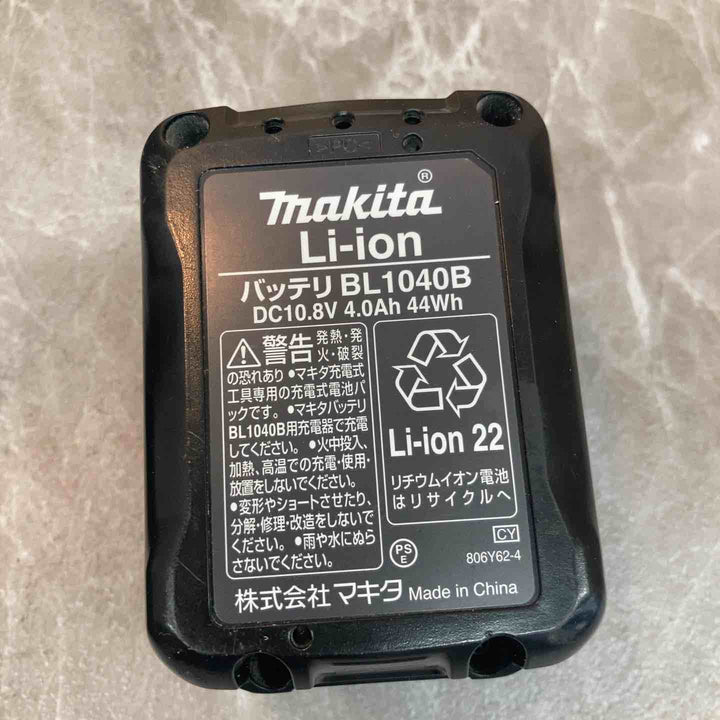 makita®
Li-ion
バッテリ BL1040B
DC10.8V 4.0Ah 44Wh
警告 発熱・発
火・破裂
の恐れあり •マキタ充電式
工具専用の充電式電池パ
ックです。 •マキタバッテリ
BL1040B用充電器で充電
してください。 •火中投入、
加熱、高温での充電・使用・
放置をしないでください。
•変形やショートさせたり、
分解・修理・改造をしないで
ください。 •雨や水にぬら
さないでください。
Li-ion 22
リチウムイオン電池
はリサイクルへ
CY
PS
E
806Y62-4
株式会社 マキタ Made in China